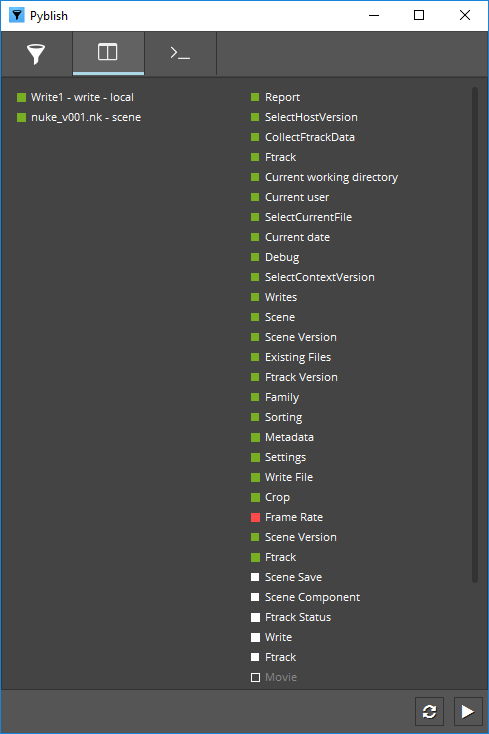 Pyblish
Write1 - write - local
nuke_v001.nk - scene
Report
SelectHostVersion
CollectFtrackData
Ftrack
Current working directory
Current user
SelectCurrentFile
Current date
Debug
SelectContextVersion
Writes
Scene
Scene Version
Existing Files
Ftrack Version
Family
Sorting
Metadata
Settings
Write File
Crop
Frame Rate
Scene Version
Ftrack
Scene Save
Scene Component
Ftrack Status
Write
Ftrack
Movie